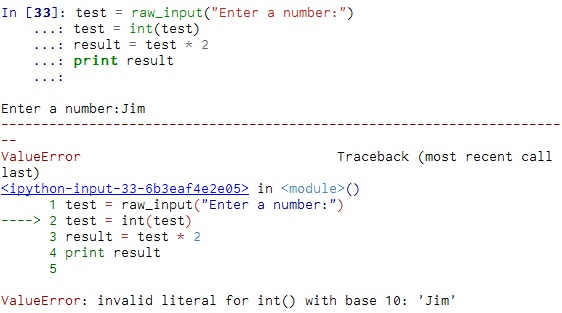 In [33]: test = raw_input("Enter a number:")
    ...: test = int(test)
    ...: result = test * 2
    ...: print result
    ...:
Enter a number:Jim
---------------------------------------------------------------------------
--
ValueError                                Traceback (most recent call
last)
<ipython-input-33-6b3eaf4e2e05> in <module>()
      1 test = raw_input("Enter a number:")
----> 2 test = int(test)
      3 result = test * 2
      4 print result
      5
ValueError: invalid literal for int() with base 10: 'Jim'